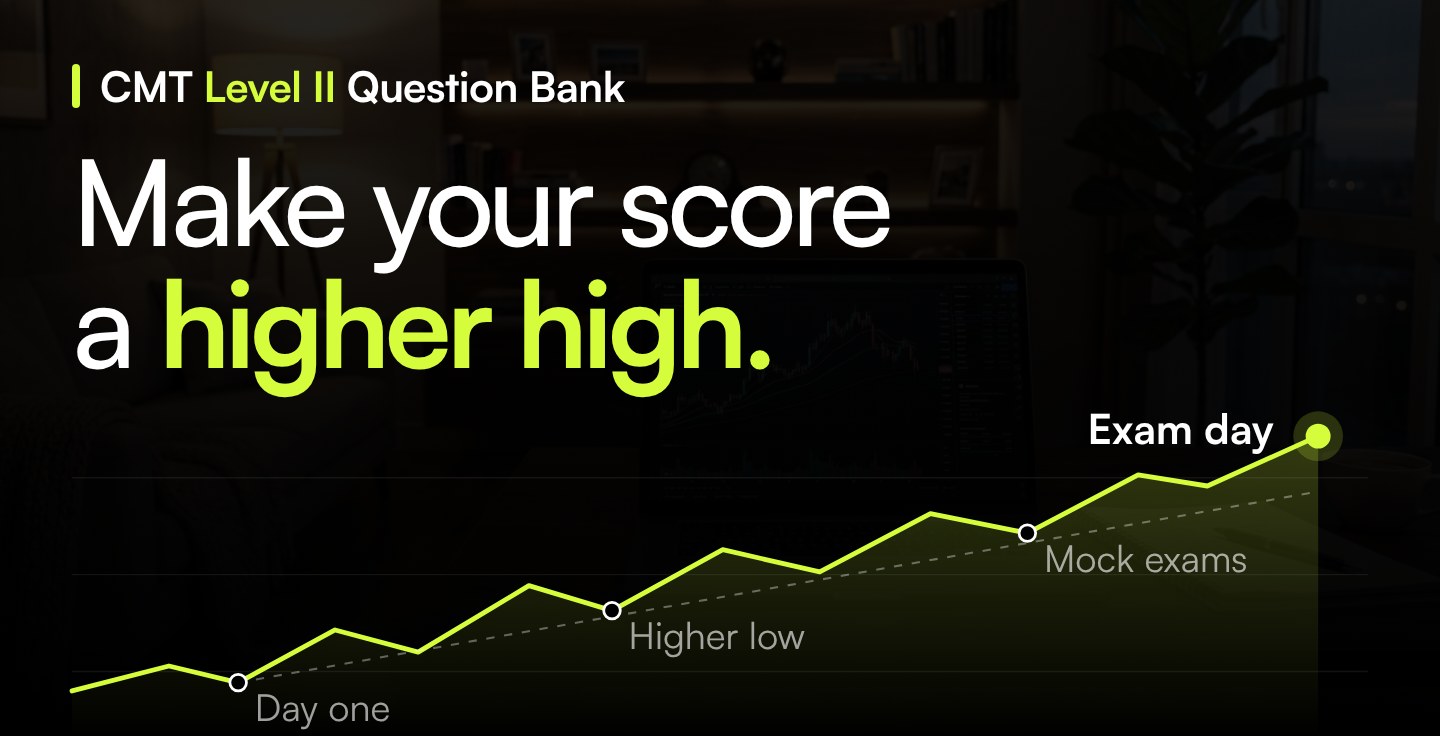 CMT Level II Question Bank
Make your score
a higher high.
Exam day
Mock exams
Higher low
Day one